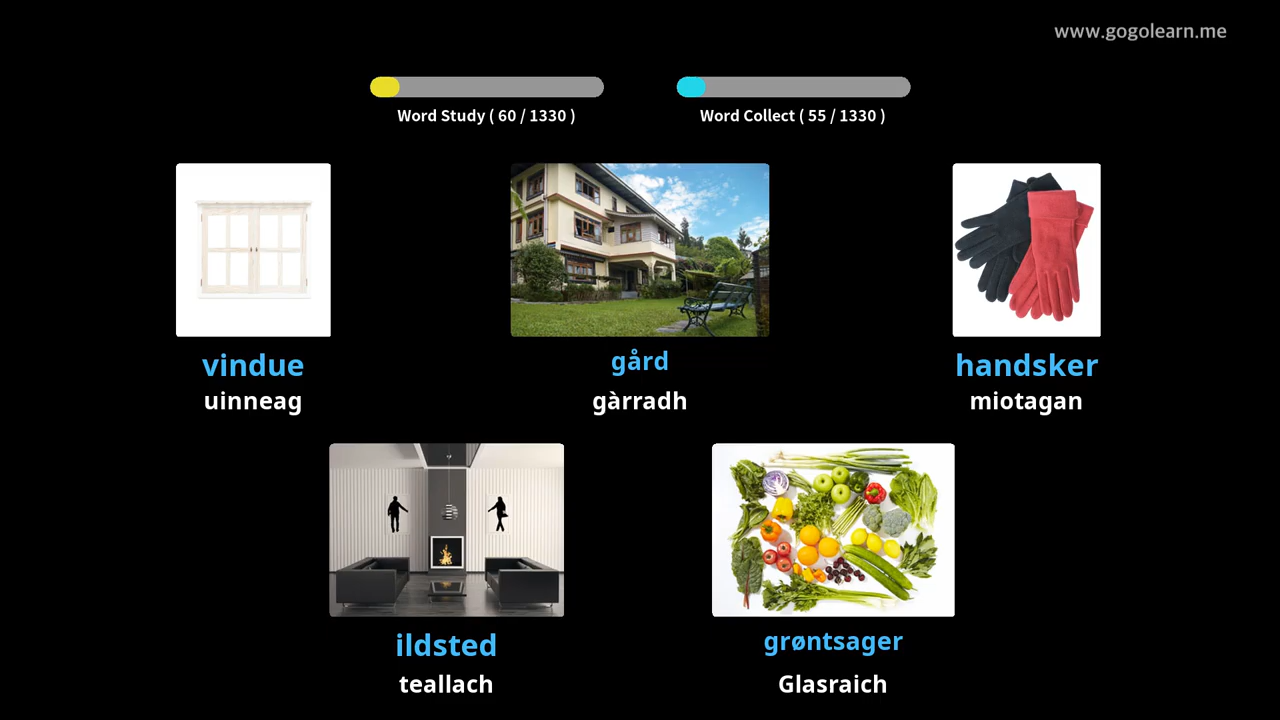 www.gogolearn.me
Word Study ( 60 / 1330 )
Word Collect ( 55 / 1330 )
vindue
uinneag
gård
gàrradh
handsker
miotagan
ildsted
teallach
grøntsager
Glasraich